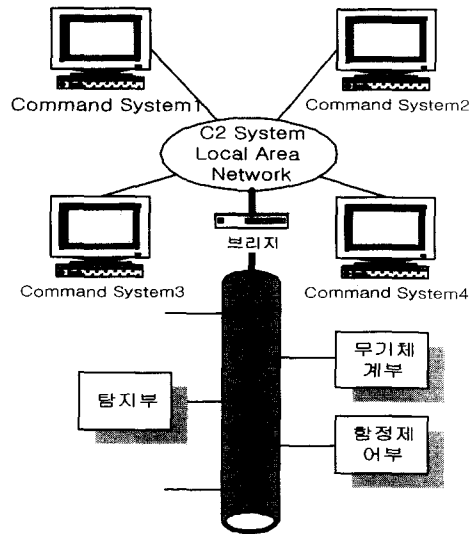 Command System1
Command System2
C2 System
Local Area
Network
브리지
Command System3
Command System4
무기체
계부
탐지부
함정제
어부